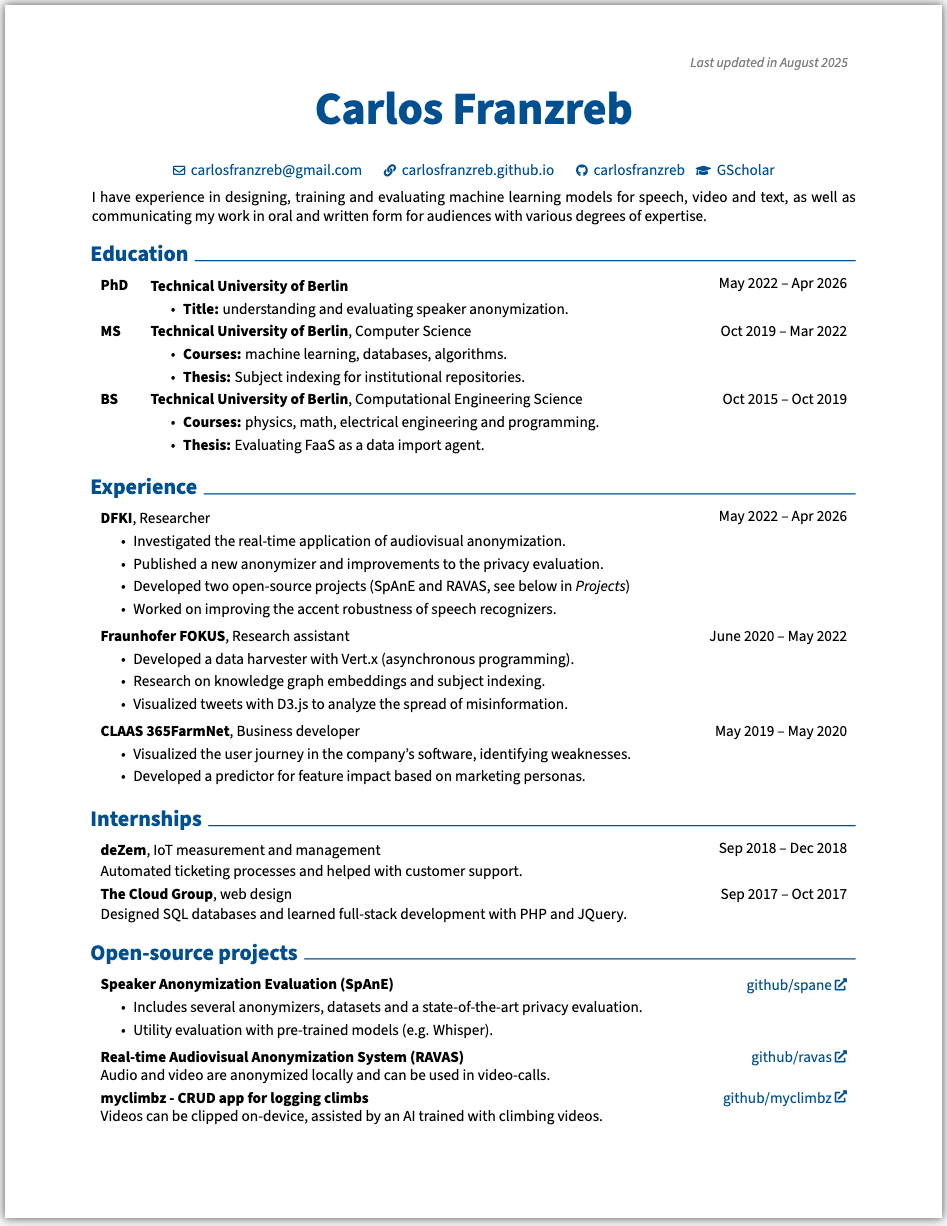 Last updated in August 2025
Carlos Franzreb
carlosfranzreb@gmail.com carlosfranzreb.github.io carlosfranzreb GScholar
I have experience in designing, training and evaluating machine learning models for speech, video and text, as well as
communicating my work in oral and written form for audiences with various degrees of expertise.
Education
PhD Technical University of Berlin May 2022 – Apr 2026
• Title: understanding and evaluating speaker anonymization.
MS Technical University of Berlin, Computer Science Oct 2019 – Mar 2022
• Courses: machine learning, databases, algorithms.
• Thesis: Subject indexing for institutional repositories.
BS Technical University of Berlin, Computational Engineering Science Oct 2015 – Oct 2019
• Courses: physics, math, electrical engineering and programming.
• Thesis: Evaluating FaaS as a data import agent.
Experience
DFKI, Researcher May 2022 – Apr 2026
• Investigated the real-time application of audiovisual anonymization.
• Published a new anonymizer and improvements to the privacy evaluation.
• Developed two open-source projects (SpAnE and RAVAS, see below in Projects)
• Worked on improving the accent robustness of speech recognizers.
Fraunhofer FOKUS, Research assistant June 2020 – May 2022
• Developed a data harvester with Vert.x (asynchronous programming).
• Research on knowledge graph embeddings and subject indexing.
• Visualized tweets with D3.js to analyze the spread of misinformation.
CLAAS 365FarmNet, Business developer May 2019 – May 2020
• Visualized the user journey in the company’s software, identifying weaknesses.
• Developed a predictor for feature impact based on marketing personas.
Internships
deZem, IoT measurement and management Sep 2018 – Dec 2018
Automated ticketing processes and helped with customer support.
The Cloud Group, web design Sep 2017 – Oct 2017
Designed SQL databases and learned full-stack development with PHP and JQuery.
Open-source projects
Speaker Anonymization Evaluation (SpAnE) github/spane
• Includes several anonymizers, datasets and a state-of-the-art privacy evaluation.
• Utility evaluation with pre-trained models (e.g. Whisper).
Real-time Audiovisual Anonymization System (RAVAS) github/ravas
Audio and video are anonymized locally and can be used in video-calls.
myclimbz - CRUD app for logging climbs github/myclimbz
Videos can be clipped on-device, assisted by an AI trained with climbing videos.